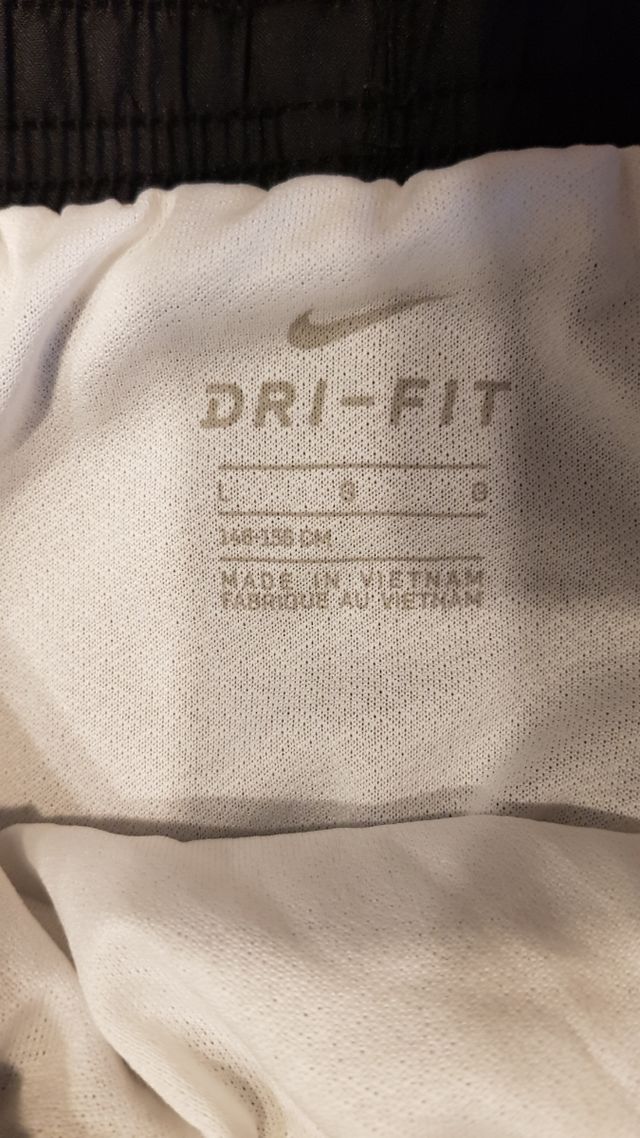 DRI-FIT
L G G
MADE IN VIETNAM
FABRIQUÉ AU VIETNAM